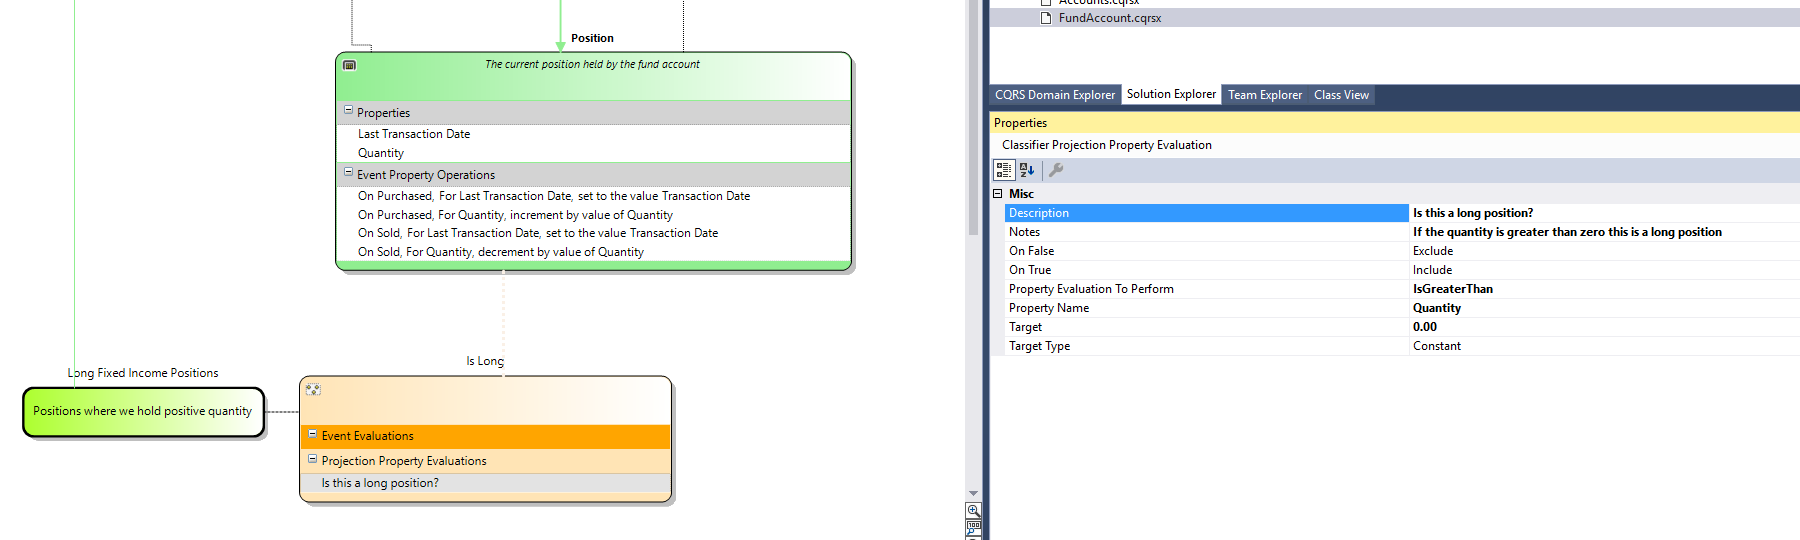 Position
The current position held by the fund account
Properties
Last Transaction Date
Quantity
Event Property Operations
On Purchased, For Last Transaction Date, set to the value Transaction Date
On Purchased, For Quantity, increment by value of Quantity
On Sold, For Last Transaction Date, set to the value Transaction Date
On Sold, For Quantity, decrement by value of Quantity
Is Long
Long Fixed Income Positions
Positions where we hold positive quantity
Event Evaluations
Projection Property Evaluations
Is this a long position?
Accounts.cqrsx
FundAccount.cqrsx
CQRS Domain Explorer Solution Explorer Team Explorer Class View
Properties
Classifier Projection Property Evaluation
Misc
Description Is this a long position?
Notes If the quantity is greater than zero this is a long position
On False Exclude
On True Include
Property Evaluation To Perform IsGreaterThan
Property Name Quantity
Target 0.00
Target Type Constant
100